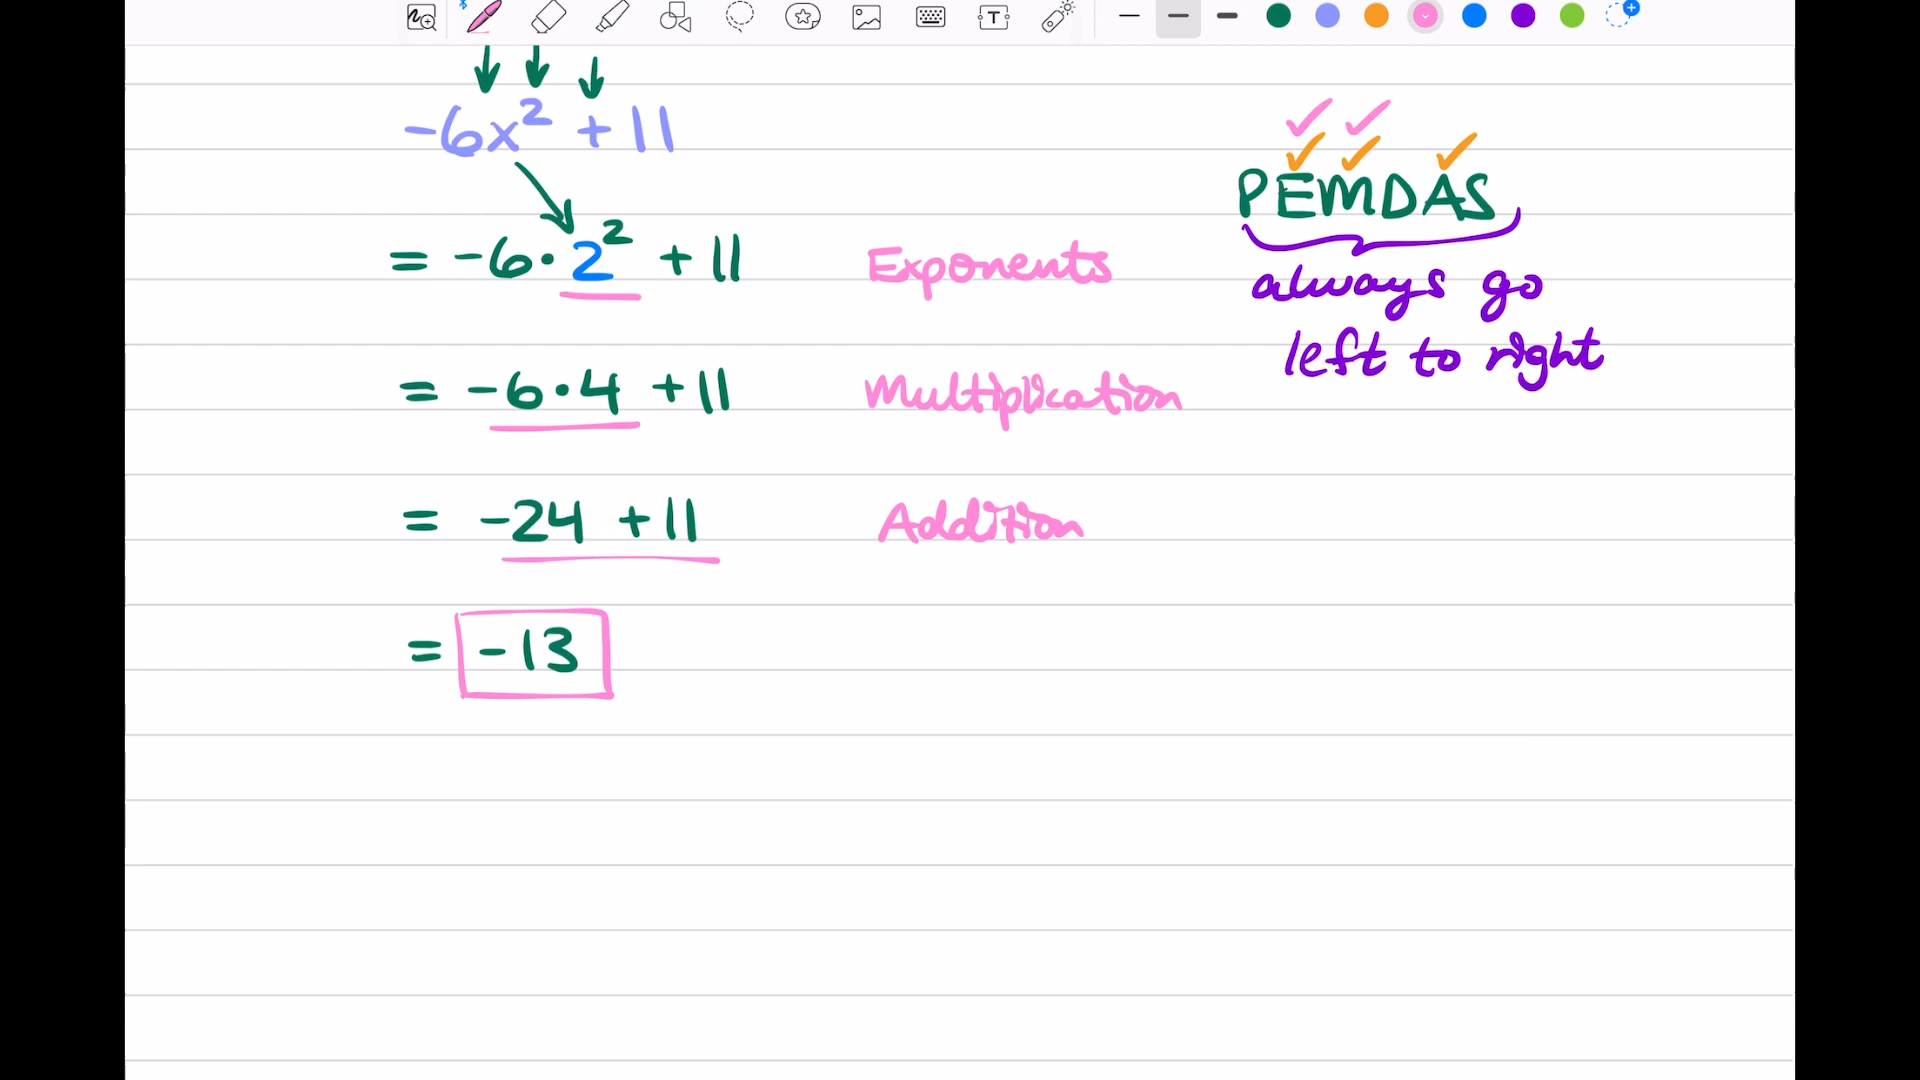 -6x² + 11
PEMDAS
= -6·2² + 11 Exponents
always go
left to right
= -6·4 + 11 Multiplication
= -24 + 11 Addition
= -13